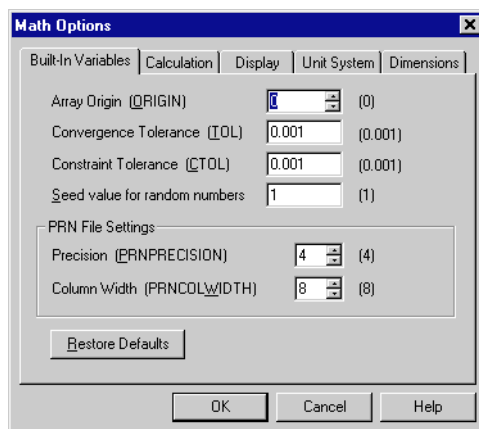 Math Options
Built-In Variables Calculation Display Unit System Dimensions
Array Origin (ORIGIN) 0 (0)
Convergence Tolerance (TOL) 0.001 (0.001)
Constraint Tolerance (CTOL) 0.001 (0.001)
Seed value for random numbers 1 (1)
PRN File Settings
Precision (PRNPRECISION) 4 (4)
Column Width (PRNCOLWIDTH) 8 (8)
Restore Defaults
OK Cancel Help